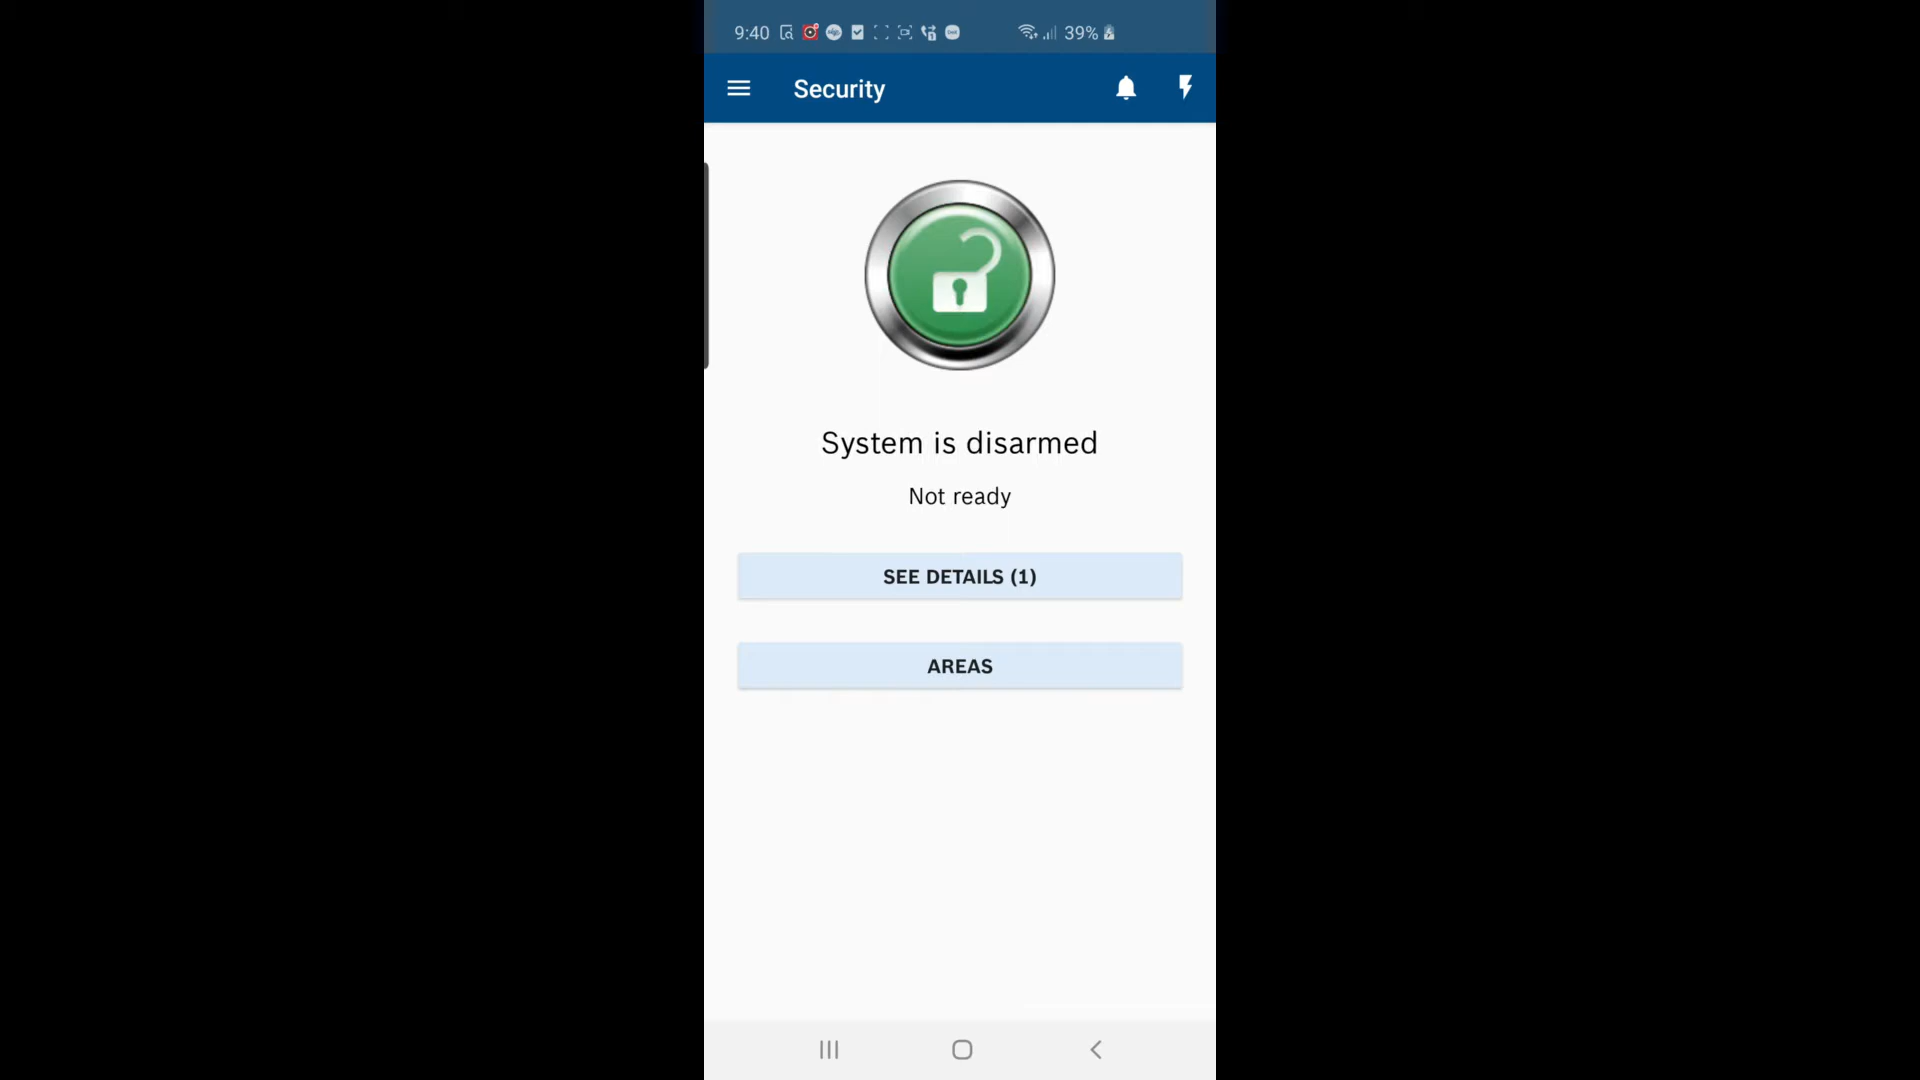 9:40
39%
Security
System is disarmed
Not ready
SEE DETAILS (1)
AREAS